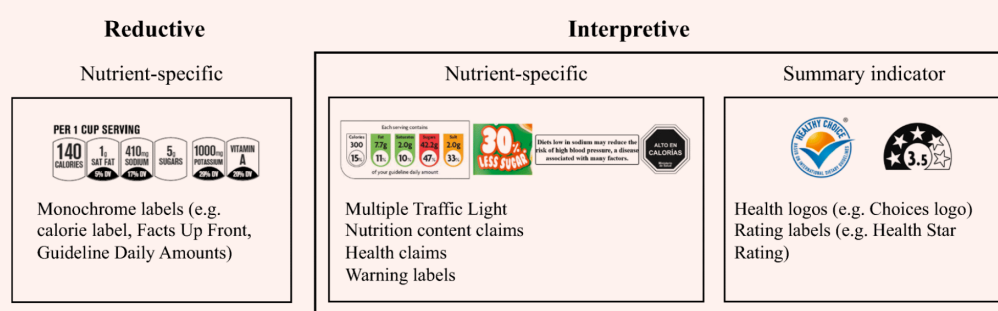 Reductive
Interpretive
Nutrient-specific
Nutrient-specific
Summary indicator
PER 1 CUP SERVING
140 CALORIES
1g SAT FAT 5% DV
410mg SODIUM 17% DV
5g SUGARS
1000mg POTASSIUM 29% DV
VITAMIN A 20% DV
Monochrome labels (e.g.
calorie label, Facts Up Front,
Guideline Daily Amounts)
Each serving contains
Calories 300 15%
Fat 7.7g 11%
Saturates 2.0g 10%
Sugar 42.2g 47%
Salt 2.0g 33%
of your guideline daily amount
30%
LESS SUGAR
Diets low in sodium may reduce the
risk of high blood pressure, a disease
associated with many factors.
ALTO EN
CALORÍAS
Multiple Traffic Light
Nutrition content claims
Health claims
Warning labels
HEALTHY CHOICE
BASED ON INTERNATIONAL DIETARY GUIDELINES
3.5
Health logos (e.g. Choices logo)
Rating labels (e.g. Health Star
Rating)